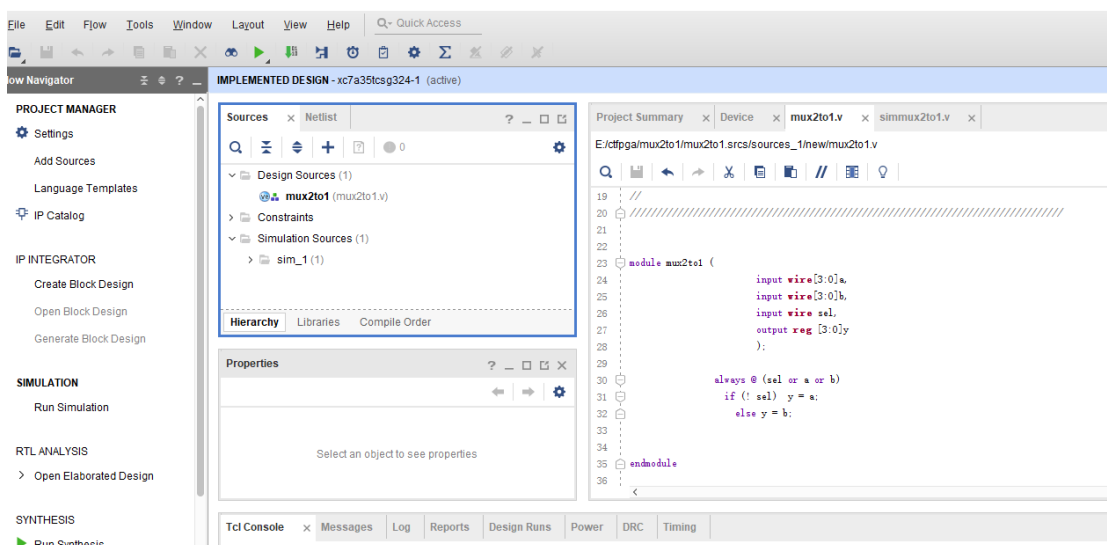 File Edit Flow Tools Window Layout View Help Quick Access
IMPLEMENTED DESIGN - xc7a35tcsg324-1 (active)
PROJECT MANAGER
Settings
Add Sources
Language Templates
IP Catalog
IP INTEGRATOR
Create Block Design
Open Block Design
Generate Block Design
SIMULATION
Run Simulation
RTL ANALYSIS
Open Elaborated Design
SYNTHESIS
Run Synthesis
Sources Netlist
0
Design Sources (1)
mux2to1 (mux2to1.v)
Constraints
Simulation Sources (1)
sim_1 (1)
Hierarchy Libraries Compile Order
Properties
Select an object to see properties
Project Summary Device mux2to1.v simmux2to1.v
E:/ctfpga/mux2to1/mux2to1.srcs/sources_1/new/mux2to1.v
19 //
20 //////////////////////////////////////////////////////////////////////////////////
21
22
23 module mux2to1 (
24 input wire[3:0]a,
25 input wire[3:0]b,
26 input wire sel,
27 output reg [3:0]y
28 );
29
30 always @ (sel or a or b)
31 if (! sel) y = a;
32 else y = b;
33
34
35 endmodule
36
Tcl Console Messages Log Reports Design Runs Power DRC Timing